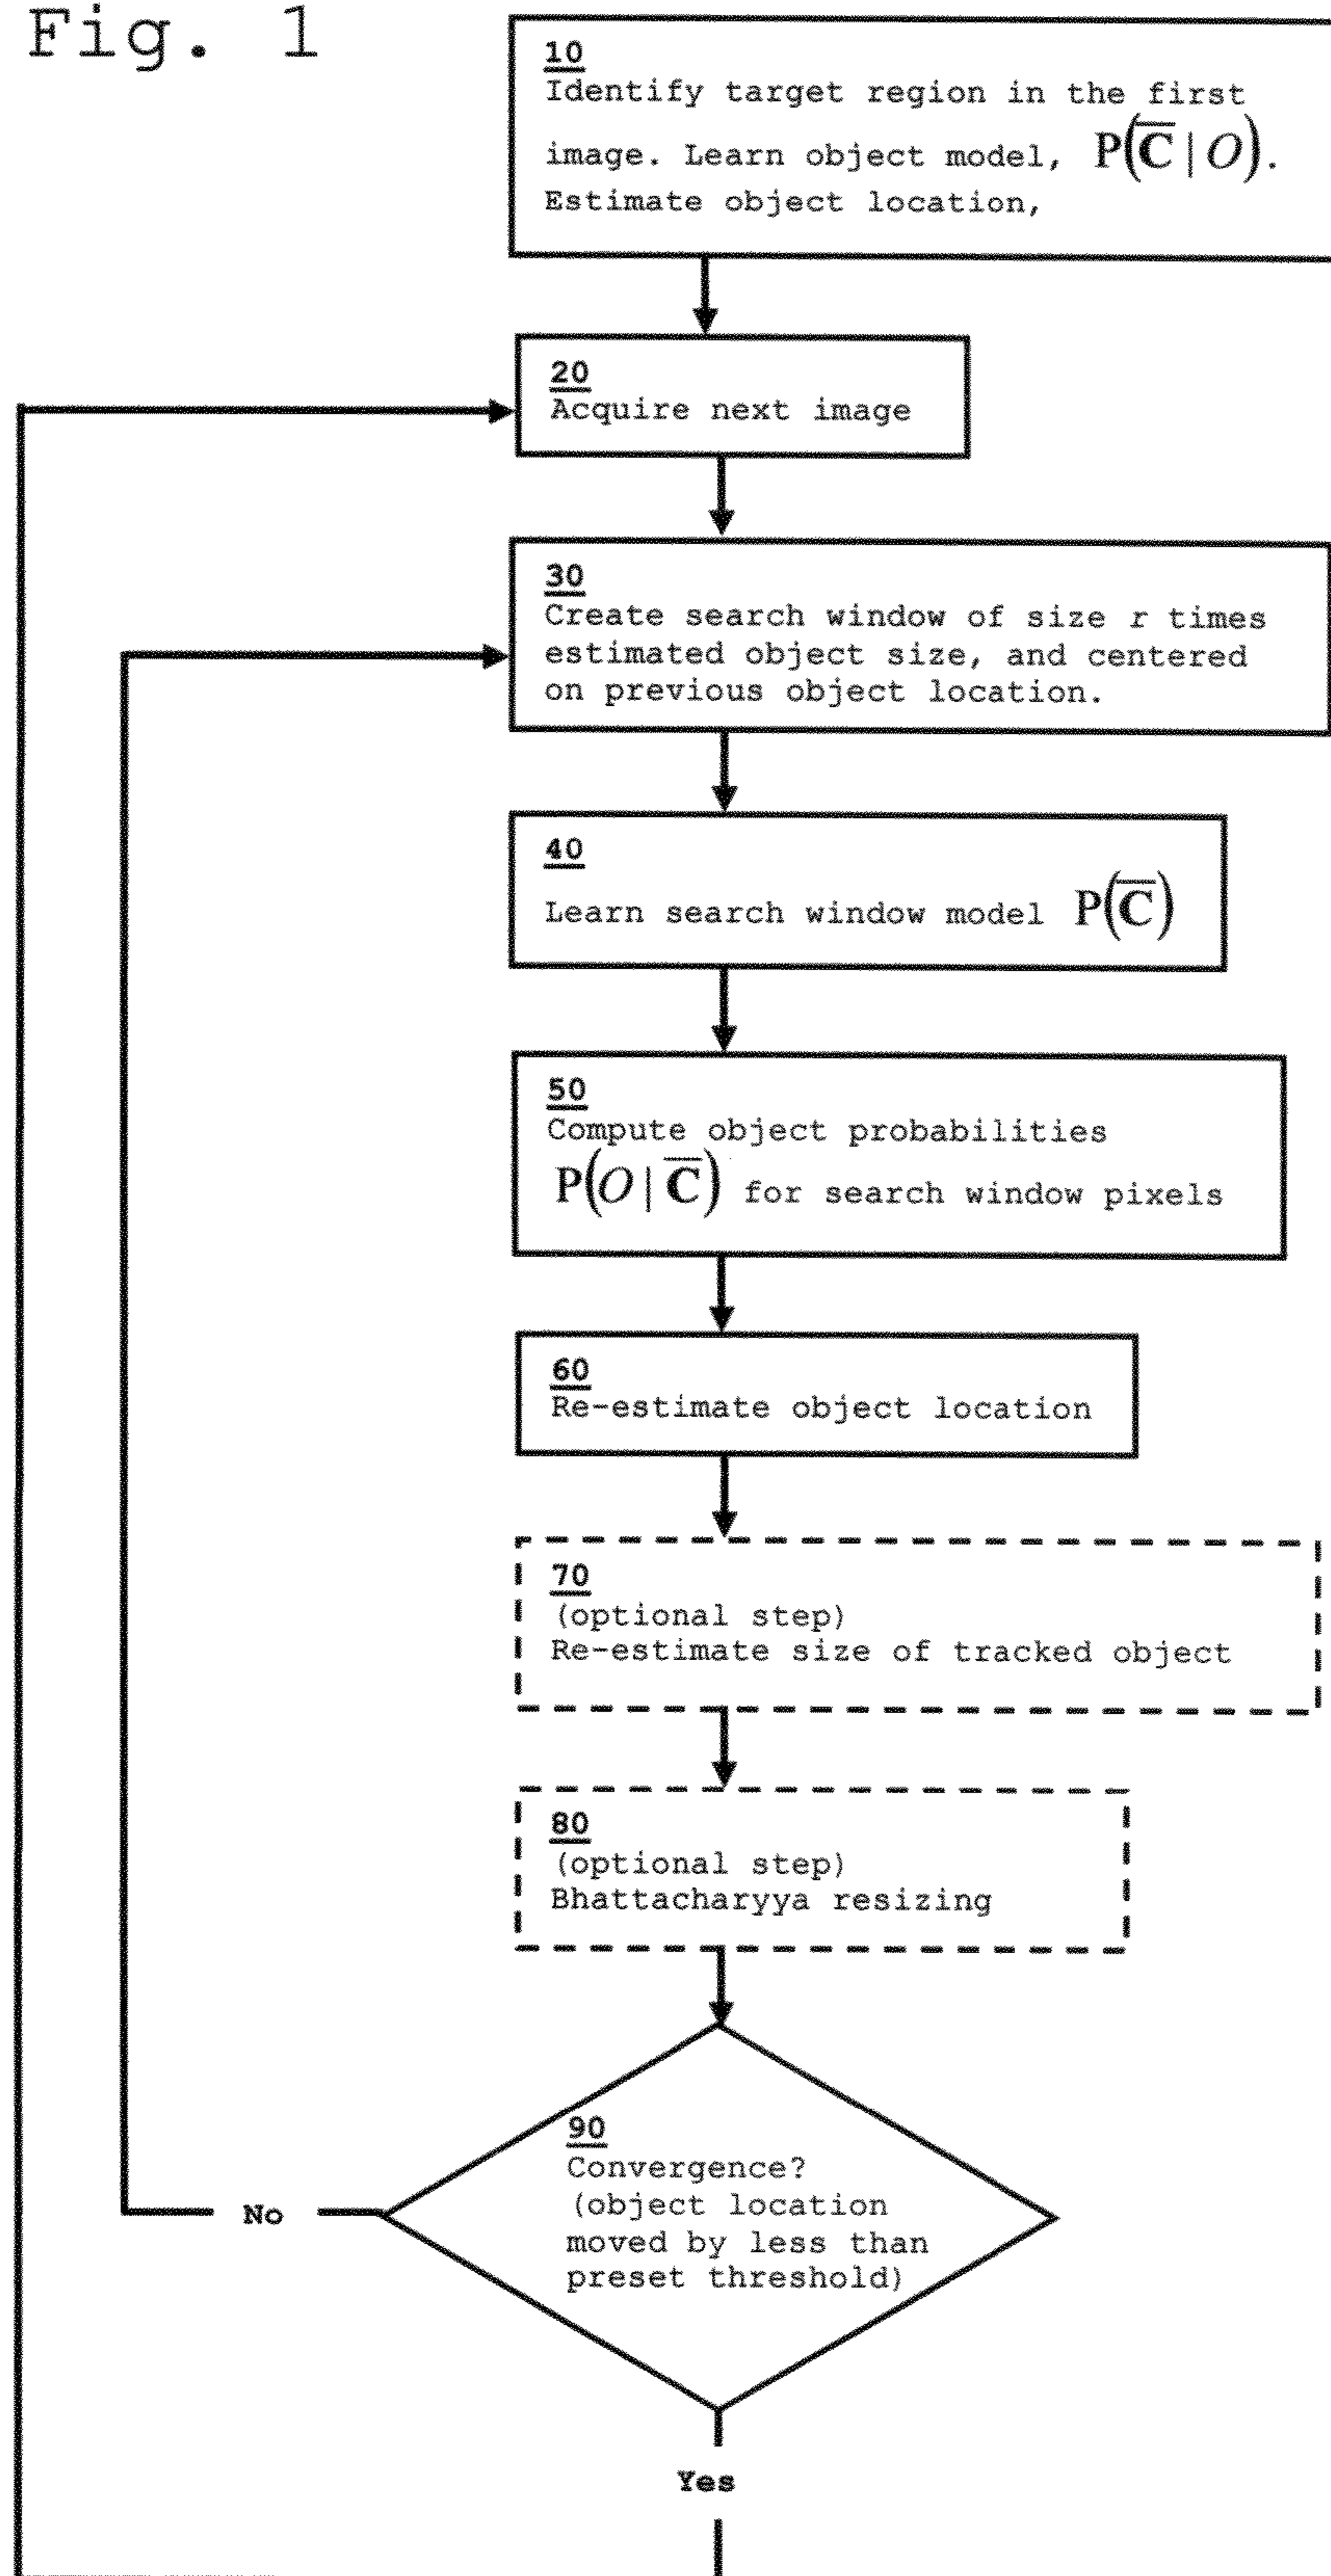 Fig. 1
10
Identify target region in the first
image. Learn object model, P(C̅ | O).
Estimate object location,
20
Acquire next image
30
Create search window of size r times
estimated object size, and centered
on previous object location.
40
Learn search window model P(C̅)
50
Compute object probabilities
P(O | C̅) for search window pixels
60
Re-estimate object location
70
(optional step)
Re-estimate size of tracked object
80
(optional step)
Bhattacharyya resizing
90
Convergence?
(object location
moved by less than
preset threshold)
No
Yes